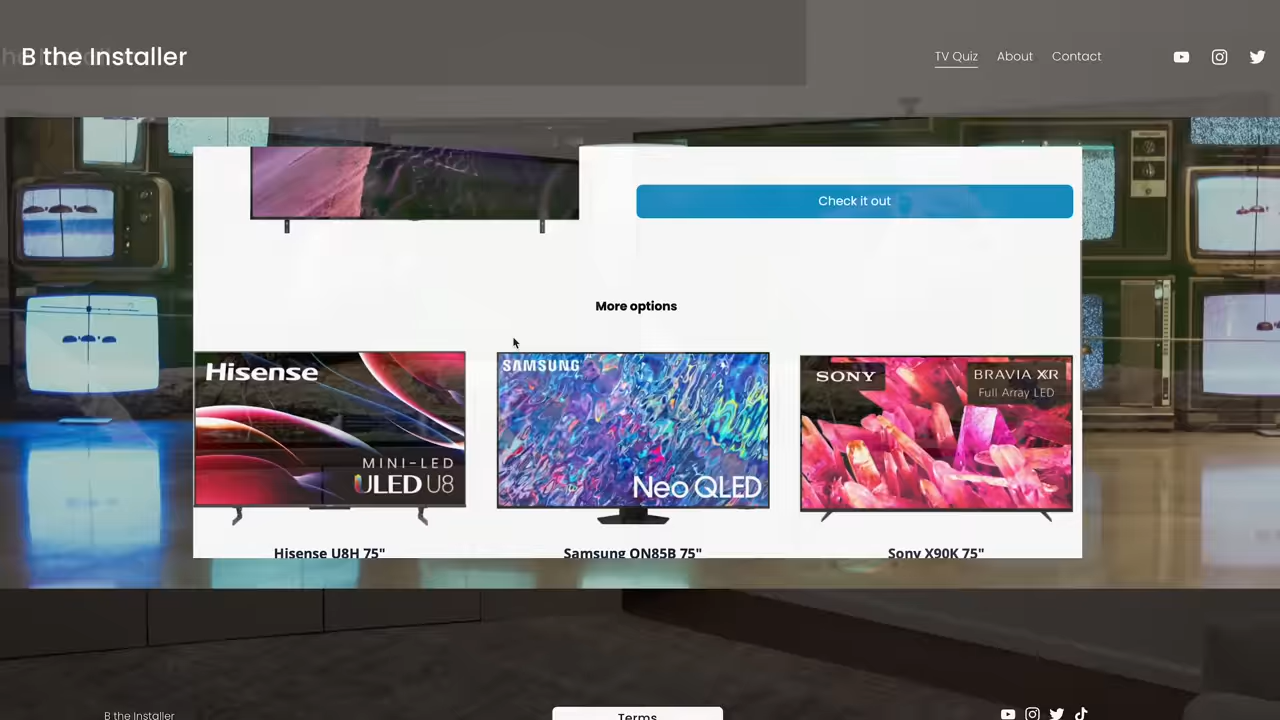 B the Installer
TV Quiz
About
Contact
Check it out
More options
Hisense
MINI-LED
ULED U8
SAMSUNG
Neo QLED
SONY
BRAVIA XR
Full Array LED
Hisense U8H 75"
Samsung QN85B 75"
Sony X90K 75"
B the Installer
Terms